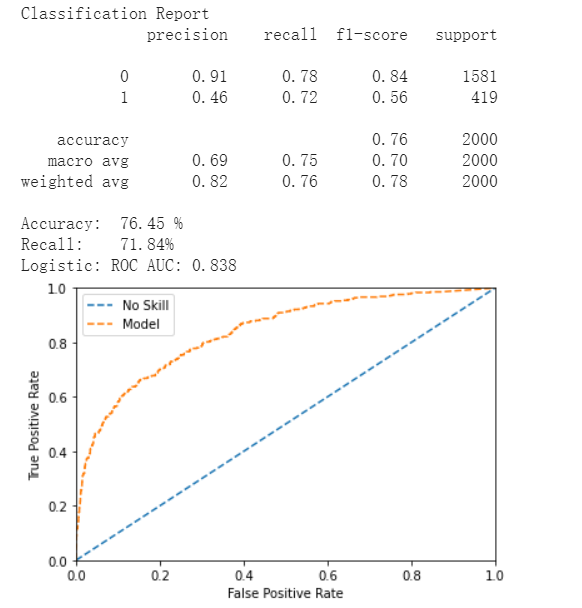 Classification Report
precision recall f1-score support
0 0.91 0.78 0.84 1581
1 0.46 0.72 0.56 419
accuracy 0.76 2000
macro avg 0.69 0.75 0.70 2000
weighted avg 0.82 0.76 0.78 2000
Accuracy: 76.45 %
Recall: 71.84%
Logistic: ROC AUC: 0.838
No Skill
Model
1.0
0.8
0.6
0.4
0.2
0.0
True Positive Rate
0.0 0.2 0.4 0.6 0.8 1.0
False Positive Rate